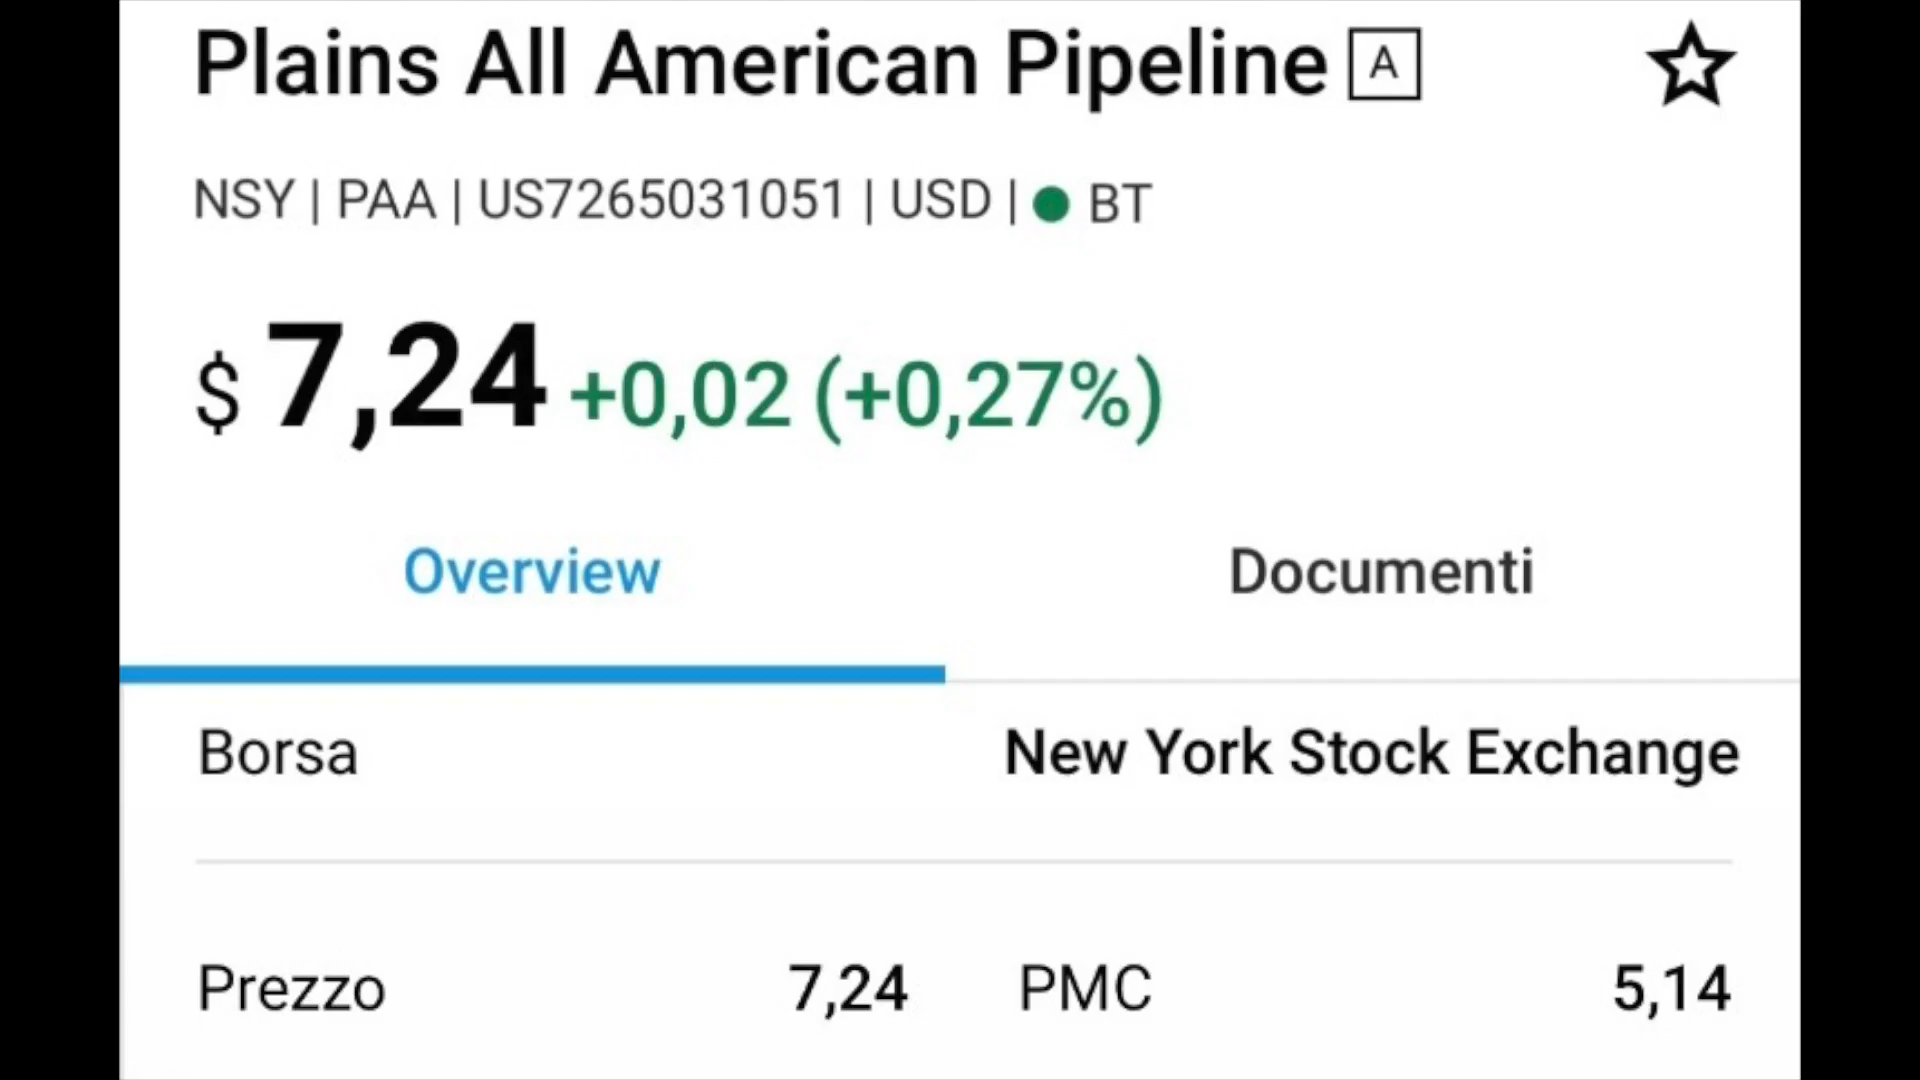 Plains All American Pipeline A
NSY | PAA | US7265031051 | USD | BT
$ 7,24 +0,02 (+0,27%)
Overview Documenti
Borsa New York Stock Exchange
Prezzo 7,24 PMC 5,14